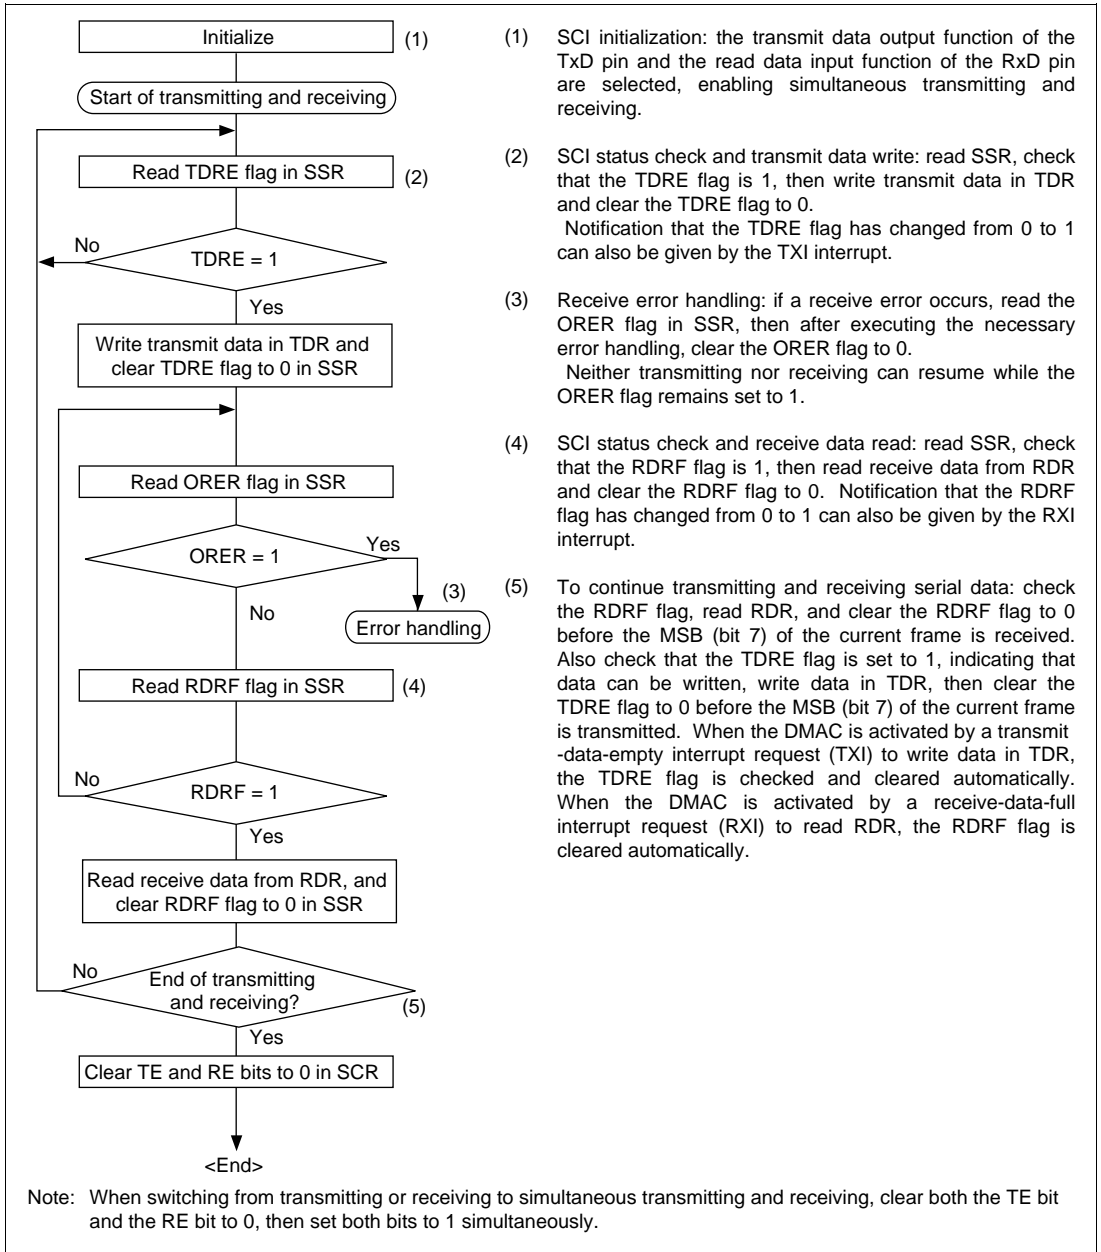 Initialize
(1)
Start of transmitting and receiving
Read TDRE flag in SSR
(2)
No
TDRE = 1
Yes
Write transmit data in TDR and
clear TDRE flag to 0 in SSR
Read ORER flag in SSR
ORER = 1
Yes
No
(3)
Error handling
Read RDRF flag in SSR
(4)
No
RDRF = 1
Yes
Read receive data from RDR, and
clear RDRF flag to 0 in SSR
No
End of transmitting
and receiving?
(5)
Yes
Clear TE and RE bits to 0 in SCR
<End>
(1) SCI initialization: the transmit data output function of the
TxD pin and the read data input function of the RxD pin
are selected, enabling simultaneous transmitting and
receiving.
(2) SCI status check and transmit data write: read SSR, check
that the TDRE flag is 1, then write transmit data in TDR
and clear the TDRE flag to 0.
Notification that the TDRE flag has changed from 0 to 1
can also be given by the TXI interrupt.
(3) Receive error handling: if a receive error occurs, read the
ORER flag in SSR, then after executing the necessary
error handling, clear the ORER flag to 0.
Neither transmitting nor receiving can resume while the
ORER flag remains set to 1.
(4) SCI status check and receive data read: read SSR, check
that the RDRF flag is 1, then read receive data from RDR
and clear the RDRF flag to 0. Notification that the RDRF
flag has changed from 0 to 1 can also be given by the RXI
interrupt.
(5) To continue transmitting and receiving serial data: check
the RDRF flag, read RDR, and clear the RDRF flag to 0
before the MSB (bit 7) of the current frame is received.
Also check that the TDRE flag is set to 1, indicating that
data can be written, write data in TDR, then clear the
TDRE flag to 0 before the MSB (bit 7) of the current frame
is transmitted. When the DMAC is activated by a transmit
-data-empty interrupt request (TXI) to write data in TDR,
the TDRE flag is checked and cleared automatically.
When the DMAC is activated by a receive-data-full
interrupt request (RXI) to read RDR, the RDRF flag is
cleared automatically.
Note: When switching from transmitting or receiving to simultaneous transmitting and receiving, clear both the TE bit
and the RE bit to 0, then set both bits to 1 simultaneously.